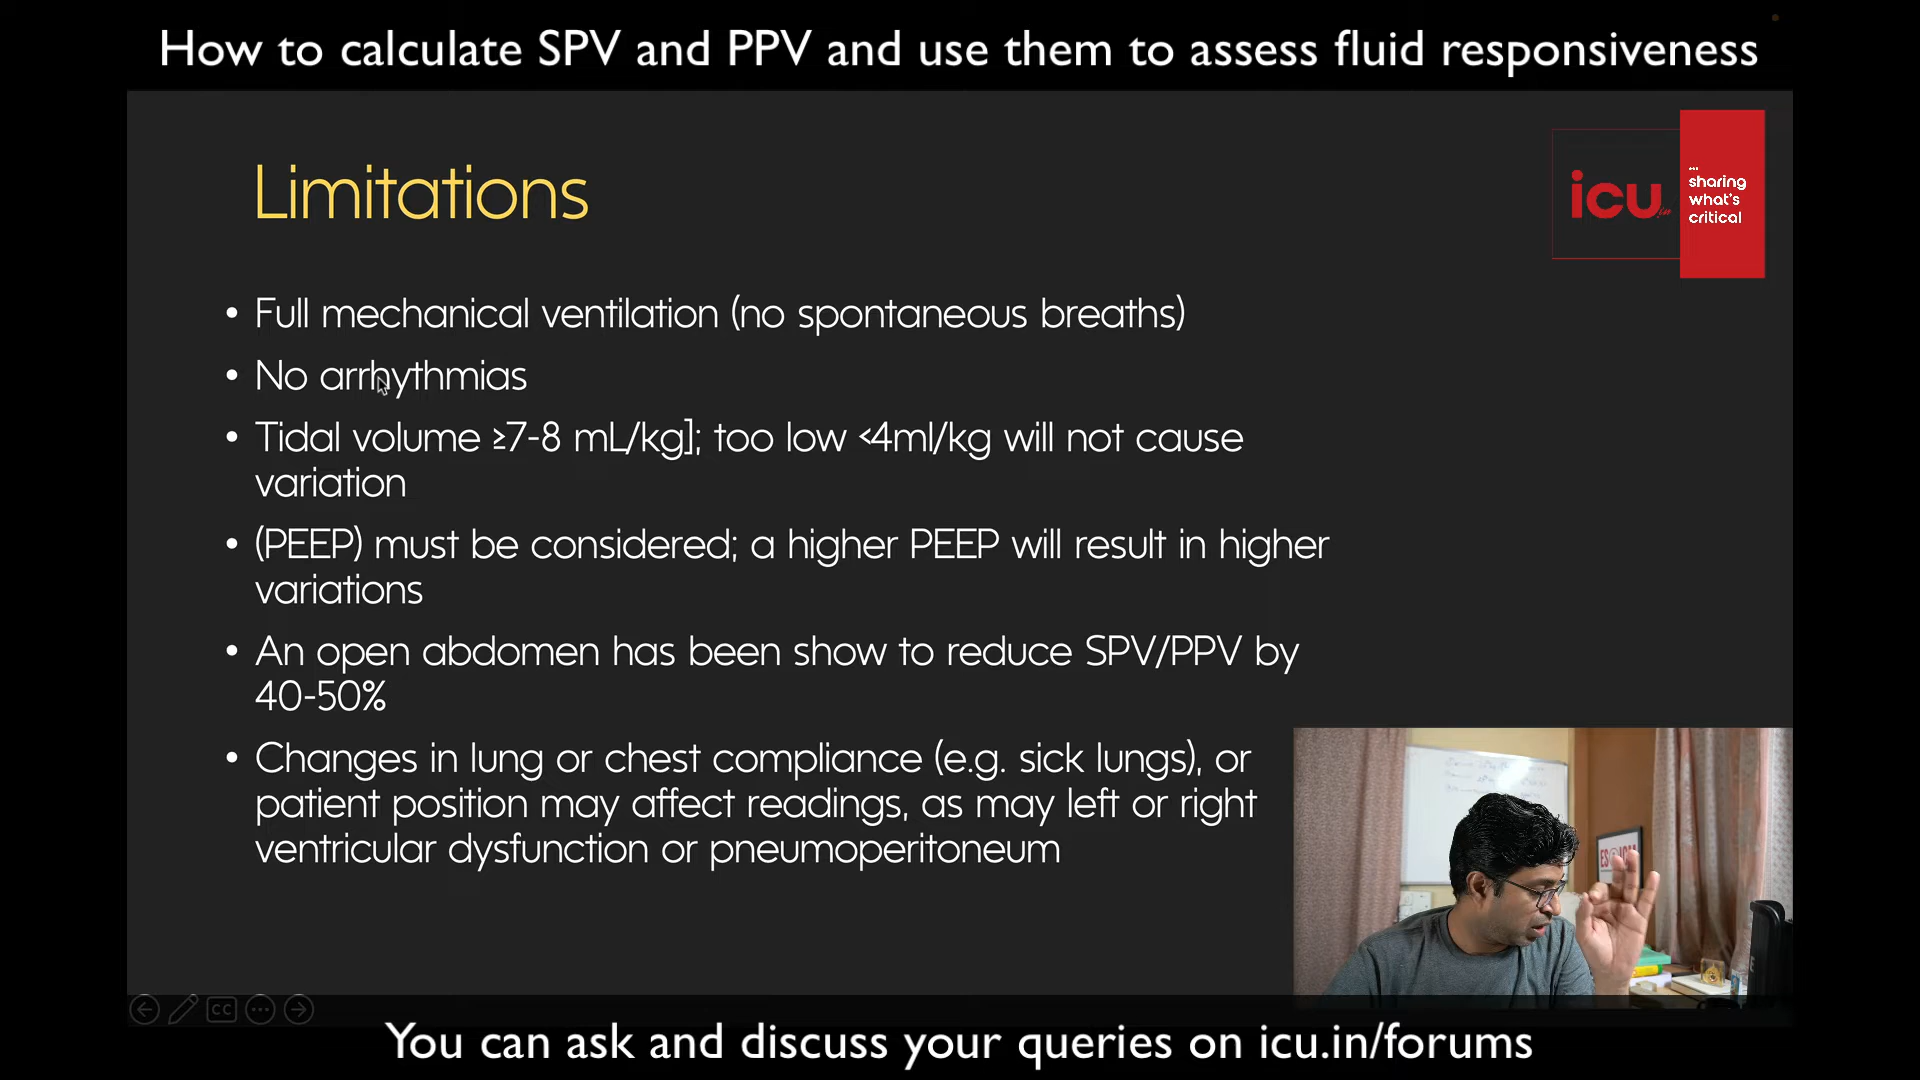 How to calculate SPV and PPV and use them to assess fluid responsiveness
Limitations
icu.in
... sharing
what's
critical
• Full mechanical ventilation (no spontaneous breaths)
• No arrhythmias
• Tidal volume ≥7-8 mL/kg]; too low <4ml/kg will not cause
variation
• (PEEP) must be considered; a higher PEEP will result in higher
variations
• An open abdomen has been show to reduce SPV/PPV by
40-50%
• Changes in lung or chest compliance (e.g. sick lungs), or
patient position may affect readings, as may left or right
ventricular dysfunction or pneumoperitoneum
CC
You can ask and discuss your queries on icu.in/forums